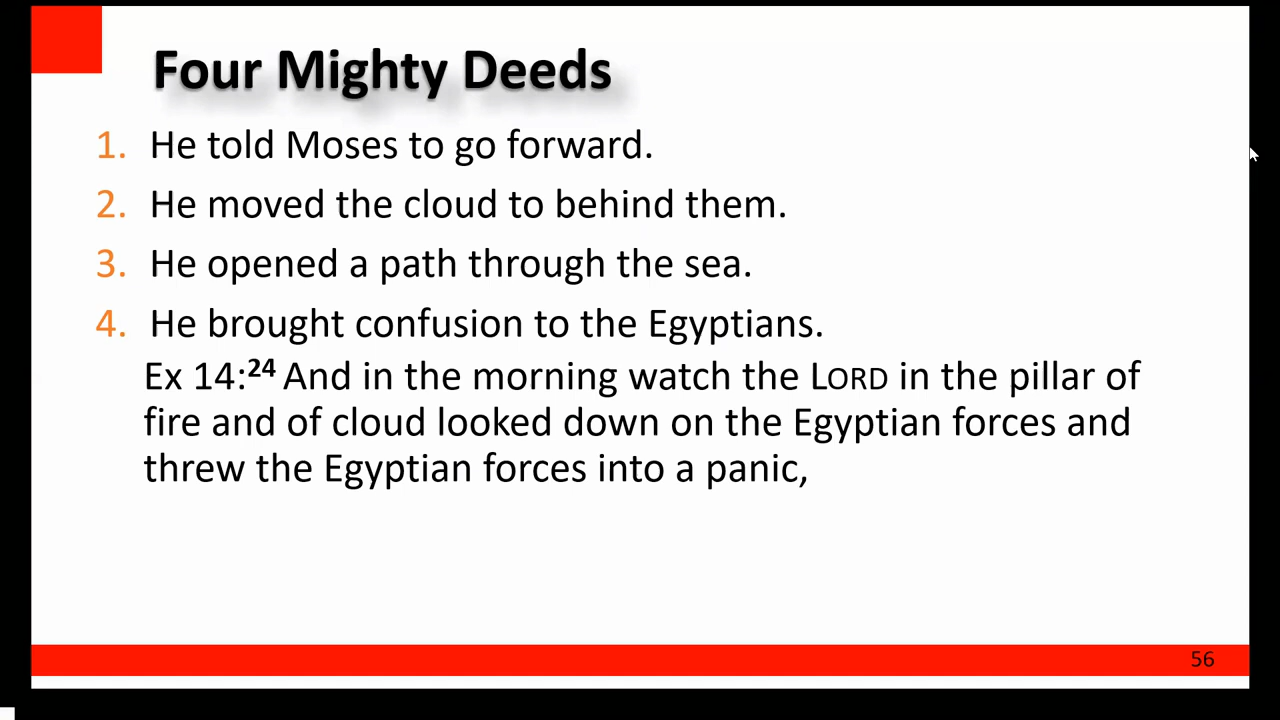 Four Mighty Deeds
1. He told Moses to go forward.
2. He moved the cloud to behind them.
3. He opened a path through the sea.
4. He brought confusion to the Egyptians.
Ex 14:24 And in the morning watch the LORD in the pillar of
fire and of cloud looked down on the Egyptian forces and
threw the Egyptian forces into a panic,
56